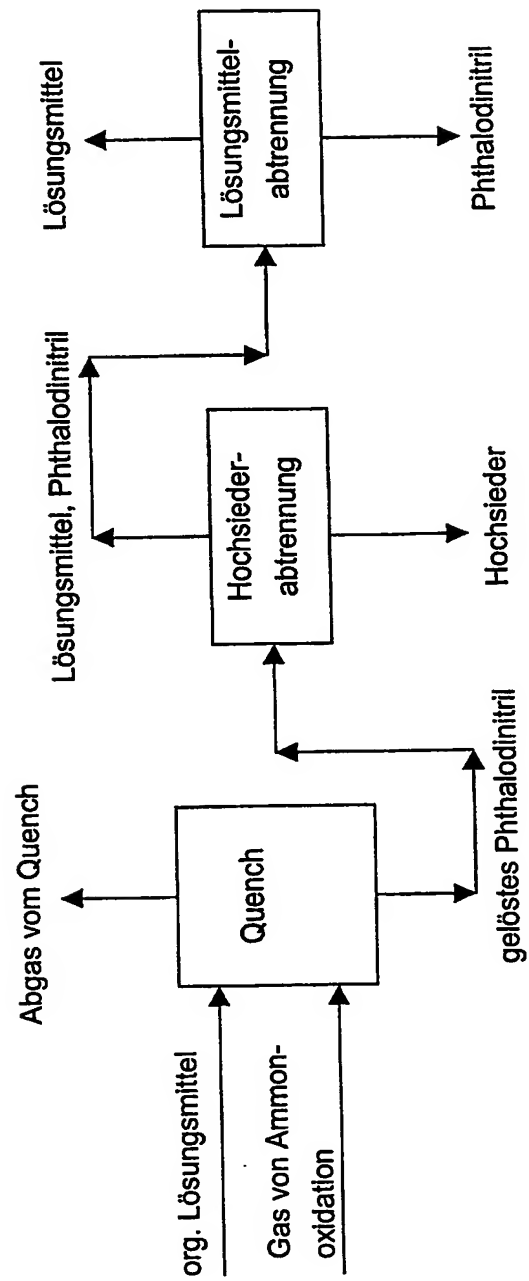 org. Lösungsmittel
Gas von Ammon-
oxidation
Abgas vom Quench
Quench
gelöstes Phthalodinitril
Lösungsmittel, Phthalodinitril
Hochsieder-
abtrennung
Hochsieder
Lösungsmittel
Lösungsmittel-
abtrennung
Phthalodinitril